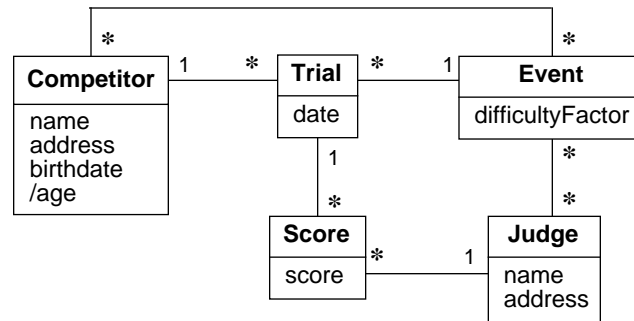 * *
Competitor 1 * Trial * 1 Event
name date difficultyFactor
address
birthdate
/age
1 *
* *
Score Judge
score * 1 name
address